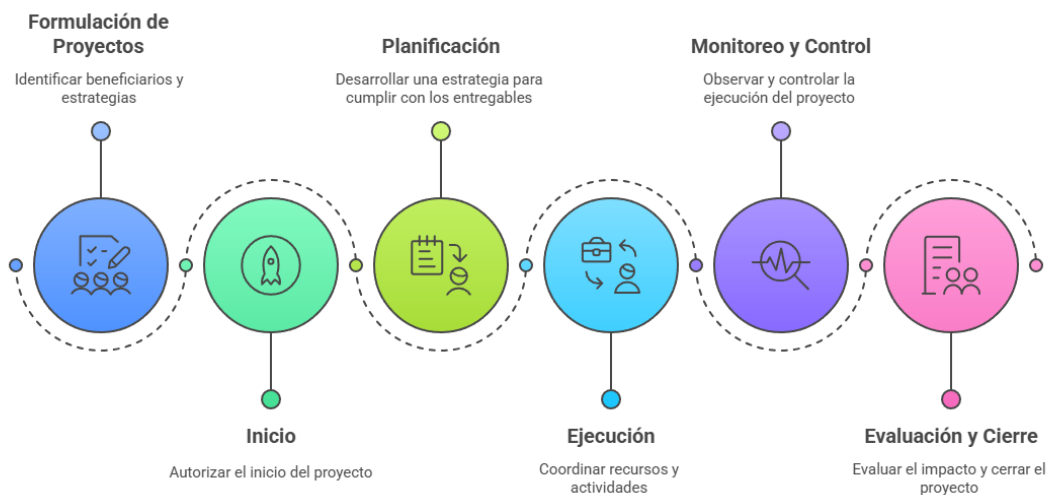 Formulación de
Proyectos
Identificar beneficiarios y
estrategias
Inicio
Autorizar el inicio del proyecto
Planificación
Desarrollar una estrategia para
cumplir con los entregables
Ejecución
Coordinar recursos y
actividades
Monitoreo y Control
Observar y controlar la
ejecución del proyecto
Evaluación y Cierre
Evaluar el impacto y cerrar el
proyecto